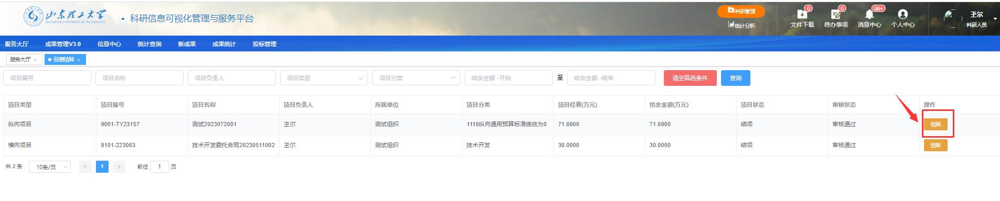 山东理工大学
SHANDONG UNIVERSITY OF TECHNOLOGY
• 科研信息可视化管理与服务平台
科研管理
统计分析
0 0 99+
文件下载 待办事项 消息中心 个人中心
王尔
科研人员
服务大厅 成果管理V3.0 信息中心 统计查询 新成果 成果统计 投标管理
服务大厅 × 经费结转 ×
项目编号 项目名称 项目负责人 项目类型 项目分类 结余金额 -开始 至 结余金额 -结束 清空筛选条件 查询
项目类型 项目编号 项目名称 项目负责人 所属单位 项目分类 项目经费(万元) 结余金额(万元) 项目状态 审核状态 操作
纵向项目 9001-TY23157 测试2023072001 王尔 测试组织 1118纵向通用预算标准绩效为0 71.6900 71.6900 结项 审核通过 结转
横向项目 9101-223063 技术开发委托合同20230511002 王尔 测试组织 技术开发 30.0000 30.0000 结项 审核通过 结转
共 2 条 10条/页 1 前往 1 页